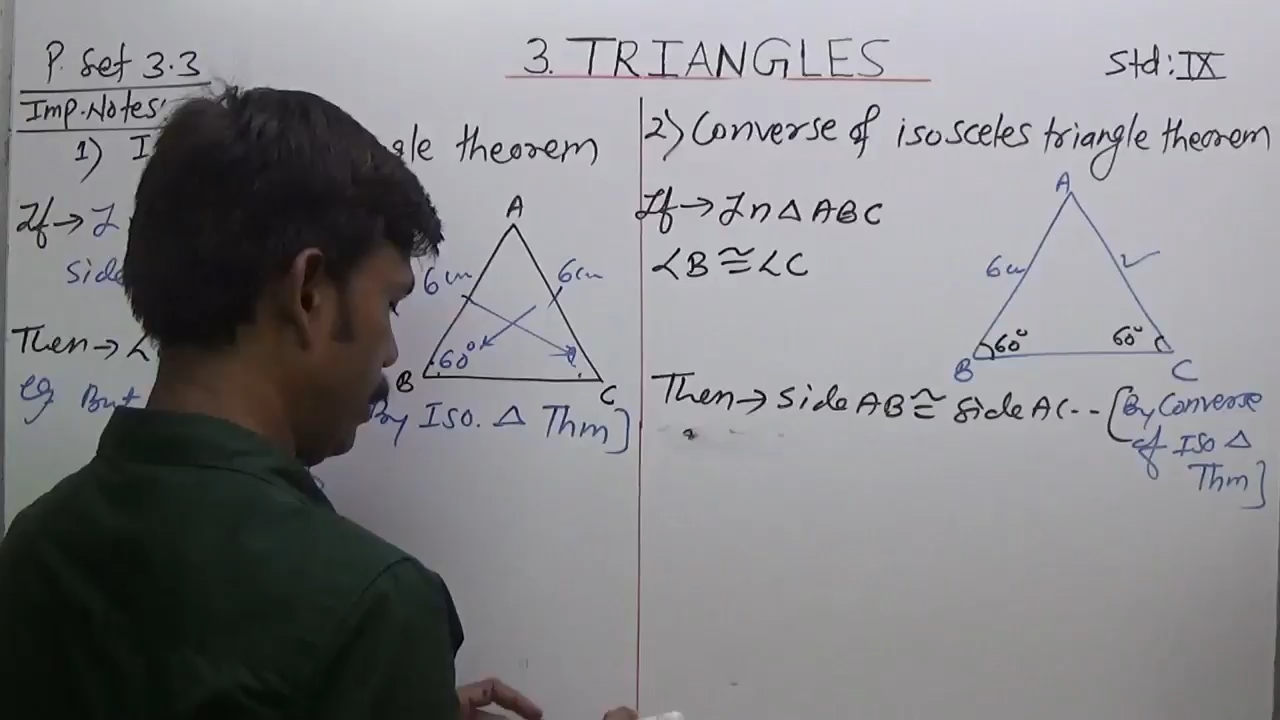 3. TRIANGLES
Std: IX
P. Set 3.3
Imp. Notes:
1) I gle theorem
If → I
Side
Then → ∠
eg But By Iso. Δ Thm]
A
6cm 6cm
60°
B C
2) Converse of isosceles triangle theorem
If → In Δ ABC
∠B ≅ ∠C
Then → side AB ≅ side AC -- [By Converse
of Iso Δ
Thm]
A
6cm
60° 60°
B C